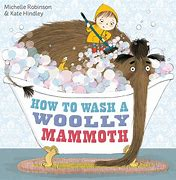 Michelle Robinson
& Kate Hindley
HOW TO WASH A
WOOLLY
MAMMOTH